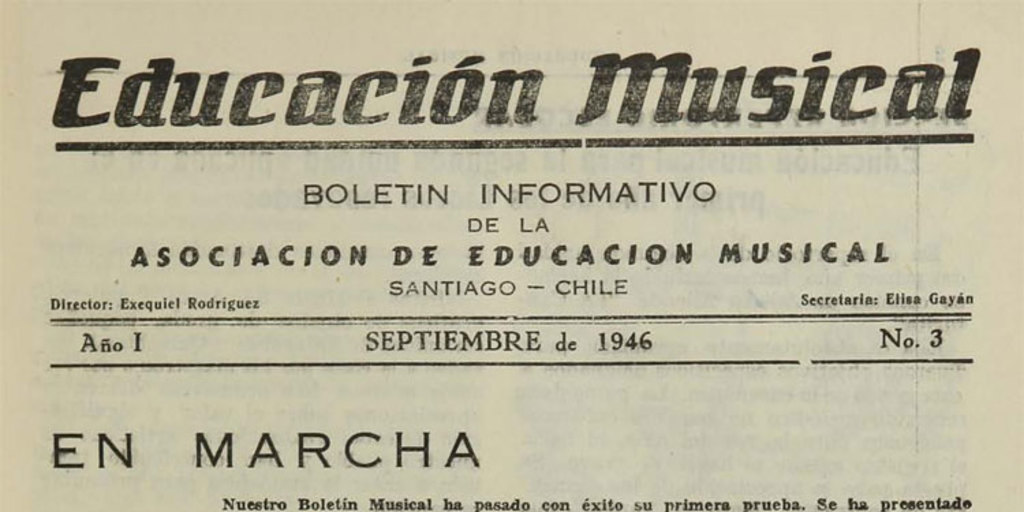 Educación Musical
BOLETIN INFORMATIVO
DE LA
ASOCIACION DE EDUCACION MUSICAL
SANTIAGO — CHILE
Director: Exequiel Rodríguez
Secretaria: Elisa Gayán
Año I
SEPTIEMBRE de 1946
No. 3
EN MARCHA
Nuestro Boletín Musical ha pasado con éxito su primera prueba. Se ha presentado